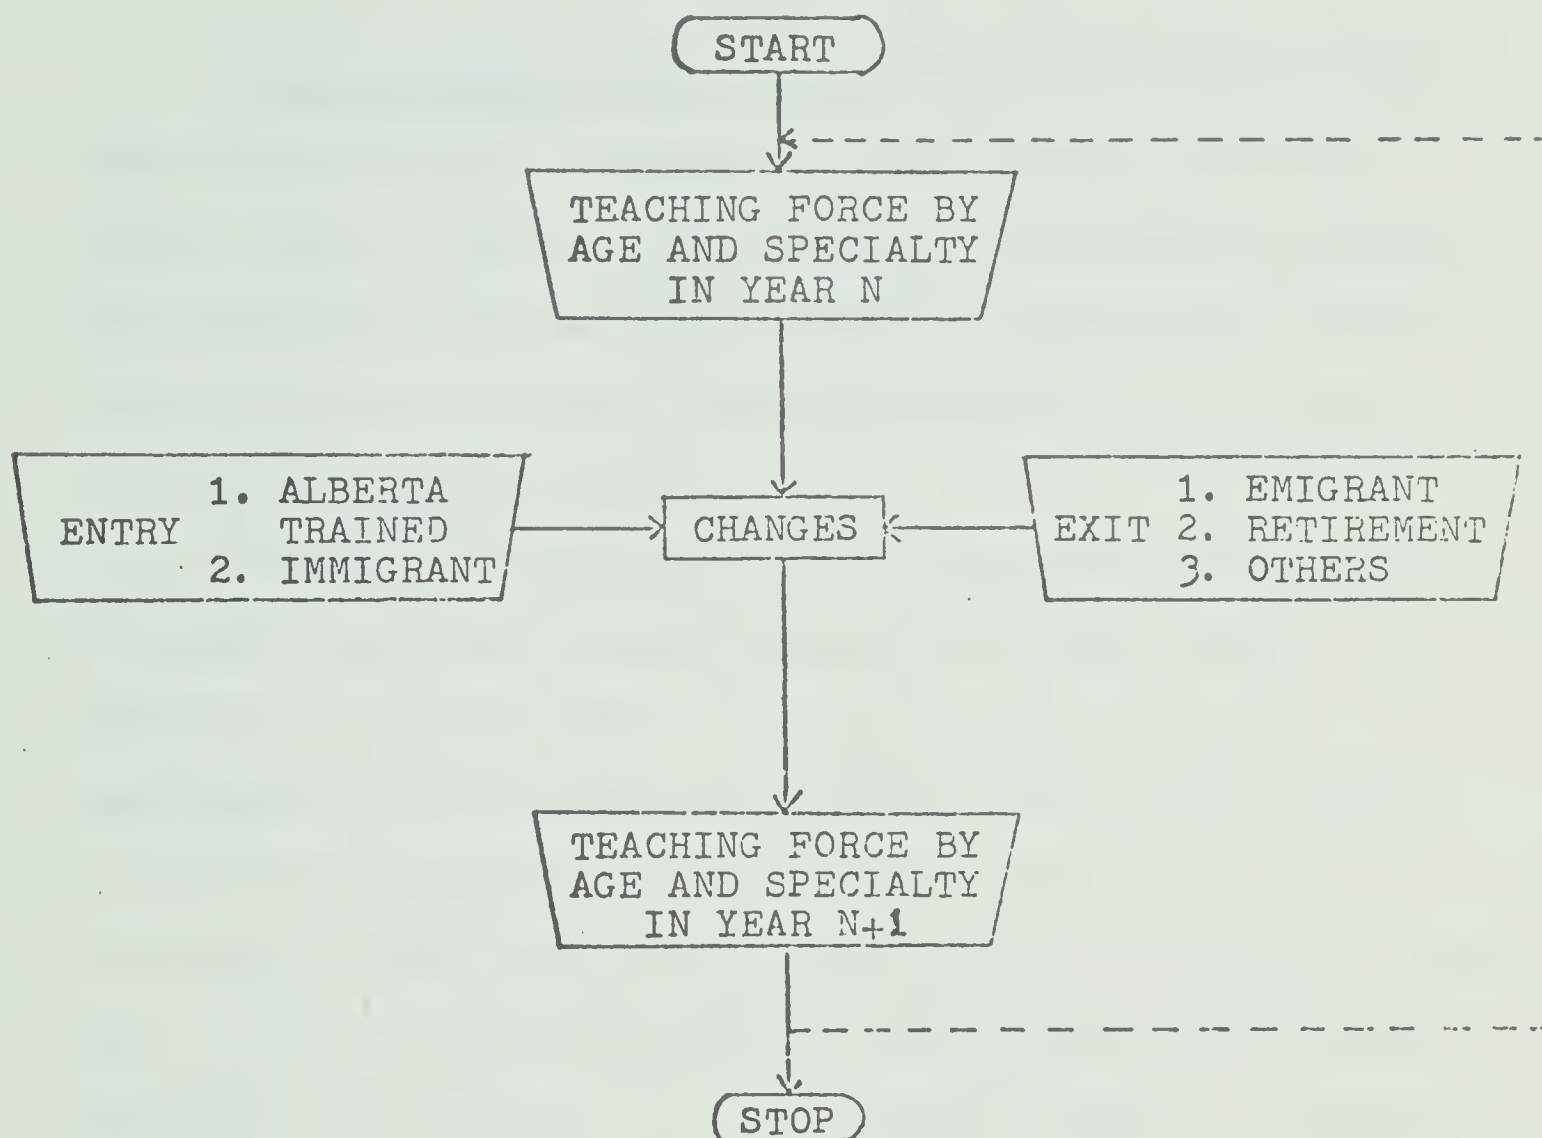 START
TEACHING FORCE BY
AGE AND SPECIALTY
IN YEAR N
ENTRY
1. ALBERTA
TRAINED
2. IMMIGRANT
CHANGES
EXIT
1. EMIGRANT
2. RETIREMENT
3. OTHERS
TEACHING FORCE BY
AGE AND SPECIALTY
IN YEAR N+1
STOP